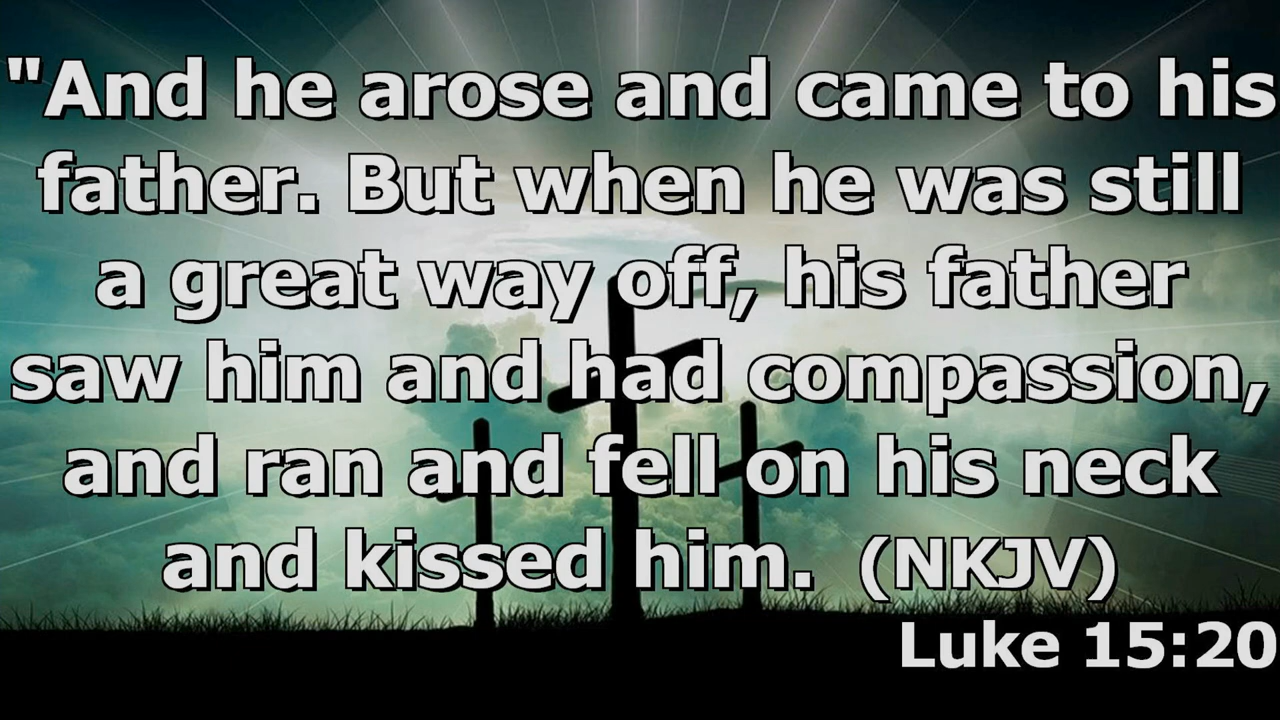 "And he arose and came to his
father. But when he was still
a great way off, his father
saw him and had compassion,
and ran and fell on his neck
and kissed him. (NKJV)
Luke 15:20